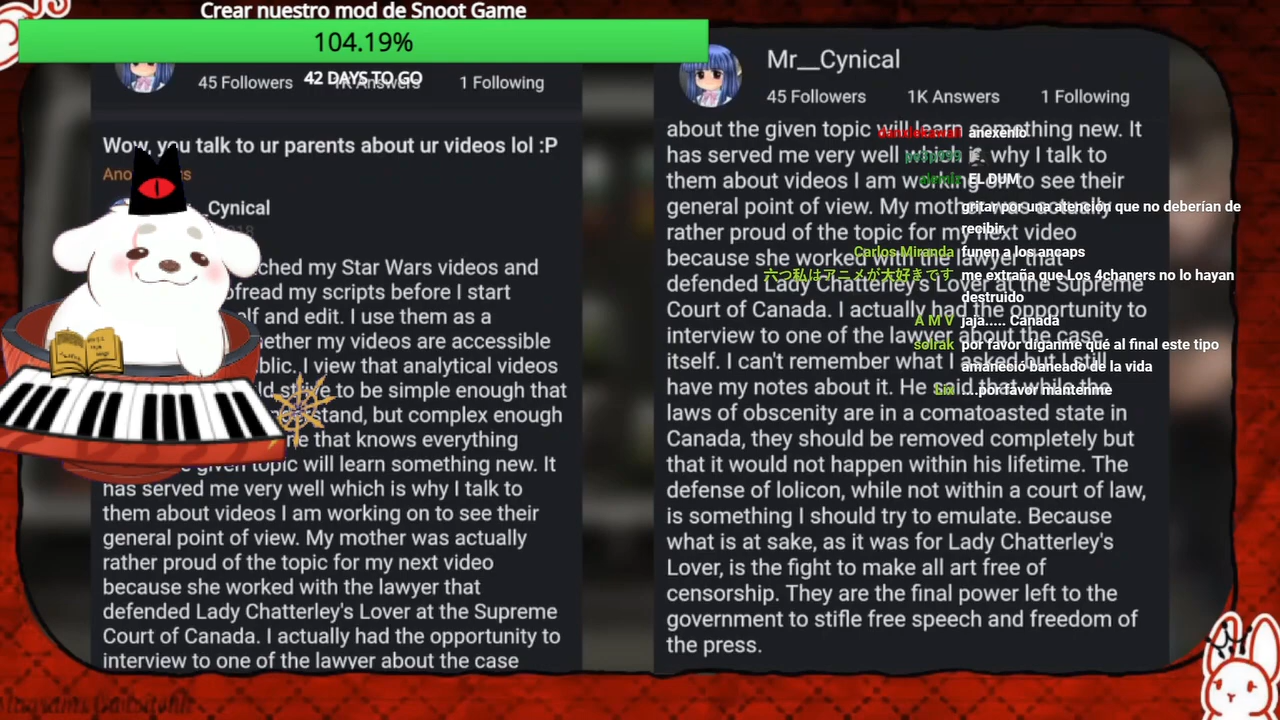 Crear nuestro mod de Snoot Game
104.19%
42 DAYS TO GO
45 Followers 1K Answers 1 Following
Wow, you talk to ur parents about ur videos lol :P
_Cynical
ched my Star Wars videos and
ofread my scripts before I start
elf and edit. I use them as a
hether my videos are accessible
blic. I view that analytical videos
ld strive to be simple enough that
rstand, but complex enough
ne that knows everything
given topic will learn something new. It
has served me very well which is why I talk to
them about videos I am working on to see their
general point of view. My mother was actually
rather proud of the topic for my next video
because she worked with the lawyer that
defended Lady Chatterley's Lover at the Supreme
Court of Canada. I actually had the opportunity to
interview to one of the lawyer about the case
Mr__Cynical
45 Followers 1K Answers 1 Following
about the given topic will learn something new. It
has served me very well which is why I talk to
them about videos I am working on to see their
general point of view. My mother was actually
rather proud of the topic for my next video
because she worked with the lawyer that
defended Lady Chatterley's Lover at the Supreme
Court of Canada. I actually had the opportunity to
interview to one of the lawyer about the case
itself. I can't remember what I asked but I still
have my notes about it. He said that while the
laws of obscenity are in a comatoasted state in
Canada, they should be removed completely but
that it would not happen within his lifetime. The
defense of lolicon, while not within a court of law,
is something I should try to emulate. Because
what is at sake, as it was for Lady Chatterley's
Lover, is the fight to make all art free of
censorship. They are the final power left to the
government to stifle free speech and freedom of
the press.
anexenlo
EL DUM
gritar por una atención que no deberían de
recibir.
Carlos Miranda funen a los ancaps
六つ私はアニメが大好きです me extraña que Los 4chaners no lo hayan
destruido
A M V jaja..... Canada
soirak por favor diganme que al final este tipo
amaneció baneado de la vida
....por favor mantenme